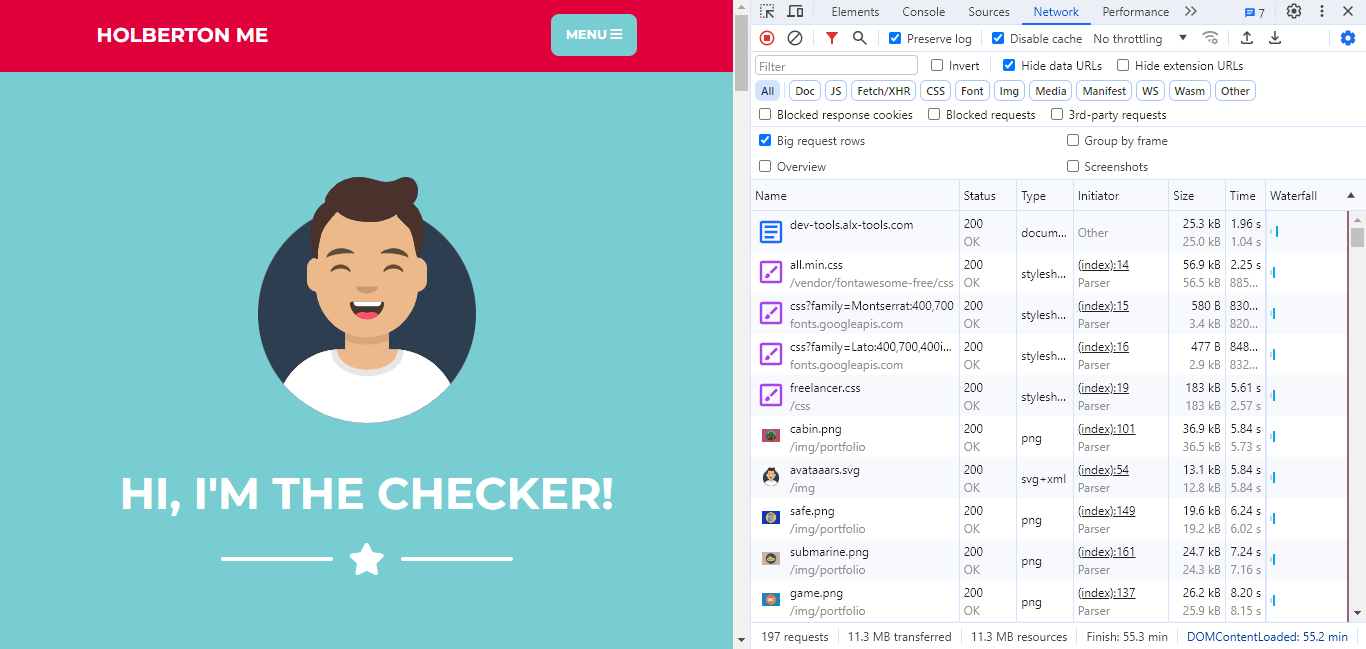 HOLBERTON ME
MENU
HI, I'M THE CHECKER!
Elements Console Sources Network Performance 7
Preserve log Disable cache No throttling
Filter Invert Hide data URLs Hide extension URLs
All Doc JS Fetch/XHR CSS Font Img Media Manifest WS Wasm Other
Blocked response cookies Blocked requests 3rd-party requests
Big request rows Group by frame
Overview Screenshots
Name Status Type Initiator Size Time Waterfall
dev-tools.alx-tools.com 200 OK docum... Other 25.3 kB 25.0 kB 1.96 s 1.04 s
all.min.css 200 (index):14 56.9 kB 2.25 s
/vendor/fontawesome-free/css OK stylesh... Parser 56.5 kB 885...
css?family=Montserrat:400,700 200 (index):15 580 B 830...
fonts.googleapis.com OK stylesh... Parser 3.4 kB 820...
css?family=Lato:400,700,400i... 200 (index):16 477 B 848...
fonts.googleapis.com OK stylesh... Parser 2.9 kB 832...
freelancer.css 200 (index):19 183 kB 5.61 s
/css OK stylesh... Parser 183 kB 2.57 s
cabin.png 200 (index):101 36.9 kB 5.84 s
/img/portfolio OK png Parser 36.5 kB 5.73 s
avataaars.svg 200 (index):54 13.1 kB 5.84 s
/img OK svg+xml Parser 12.8 kB 5.84 s
safe.png 200 (index):149 19.6 kB 6.24 s
/img/portfolio OK png Parser 19.2 kB 6.02 s
submarine.png 200 (index):161 24.7 kB 7.24 s
/img/portfolio OK png Parser 24.3 kB 7.16 s
game.png 200 (index):137 26.2 kB 8.20 s
/img/portfolio OK png Parser 25.9 kB 8.15 s
197 requests 11.3 MB transferred 11.3 MB resources Finish: 55.3 min DOMContentLoaded: 55.2 min